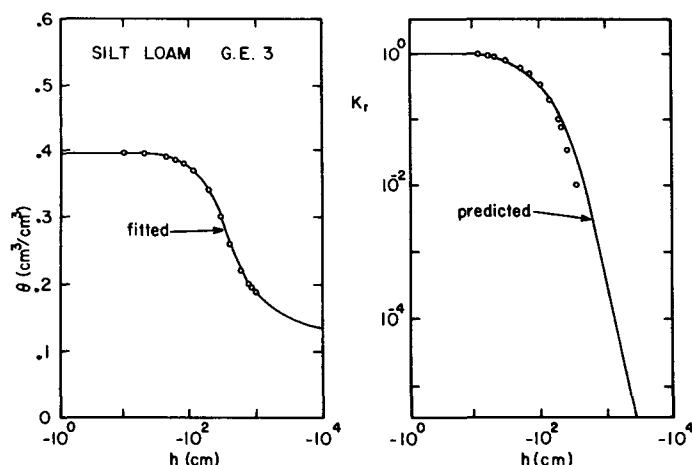 SILT LOAM G.E. 3
.6
.5
.4
.3
.2
.1
0
θ (cm³/cm³)
fitted
-10⁰ -10² -10⁴
h (cm)
Kᵣ
10⁰
10⁻²
10⁻⁴
predicted
-10⁰ -10² -10⁴
h (cm)